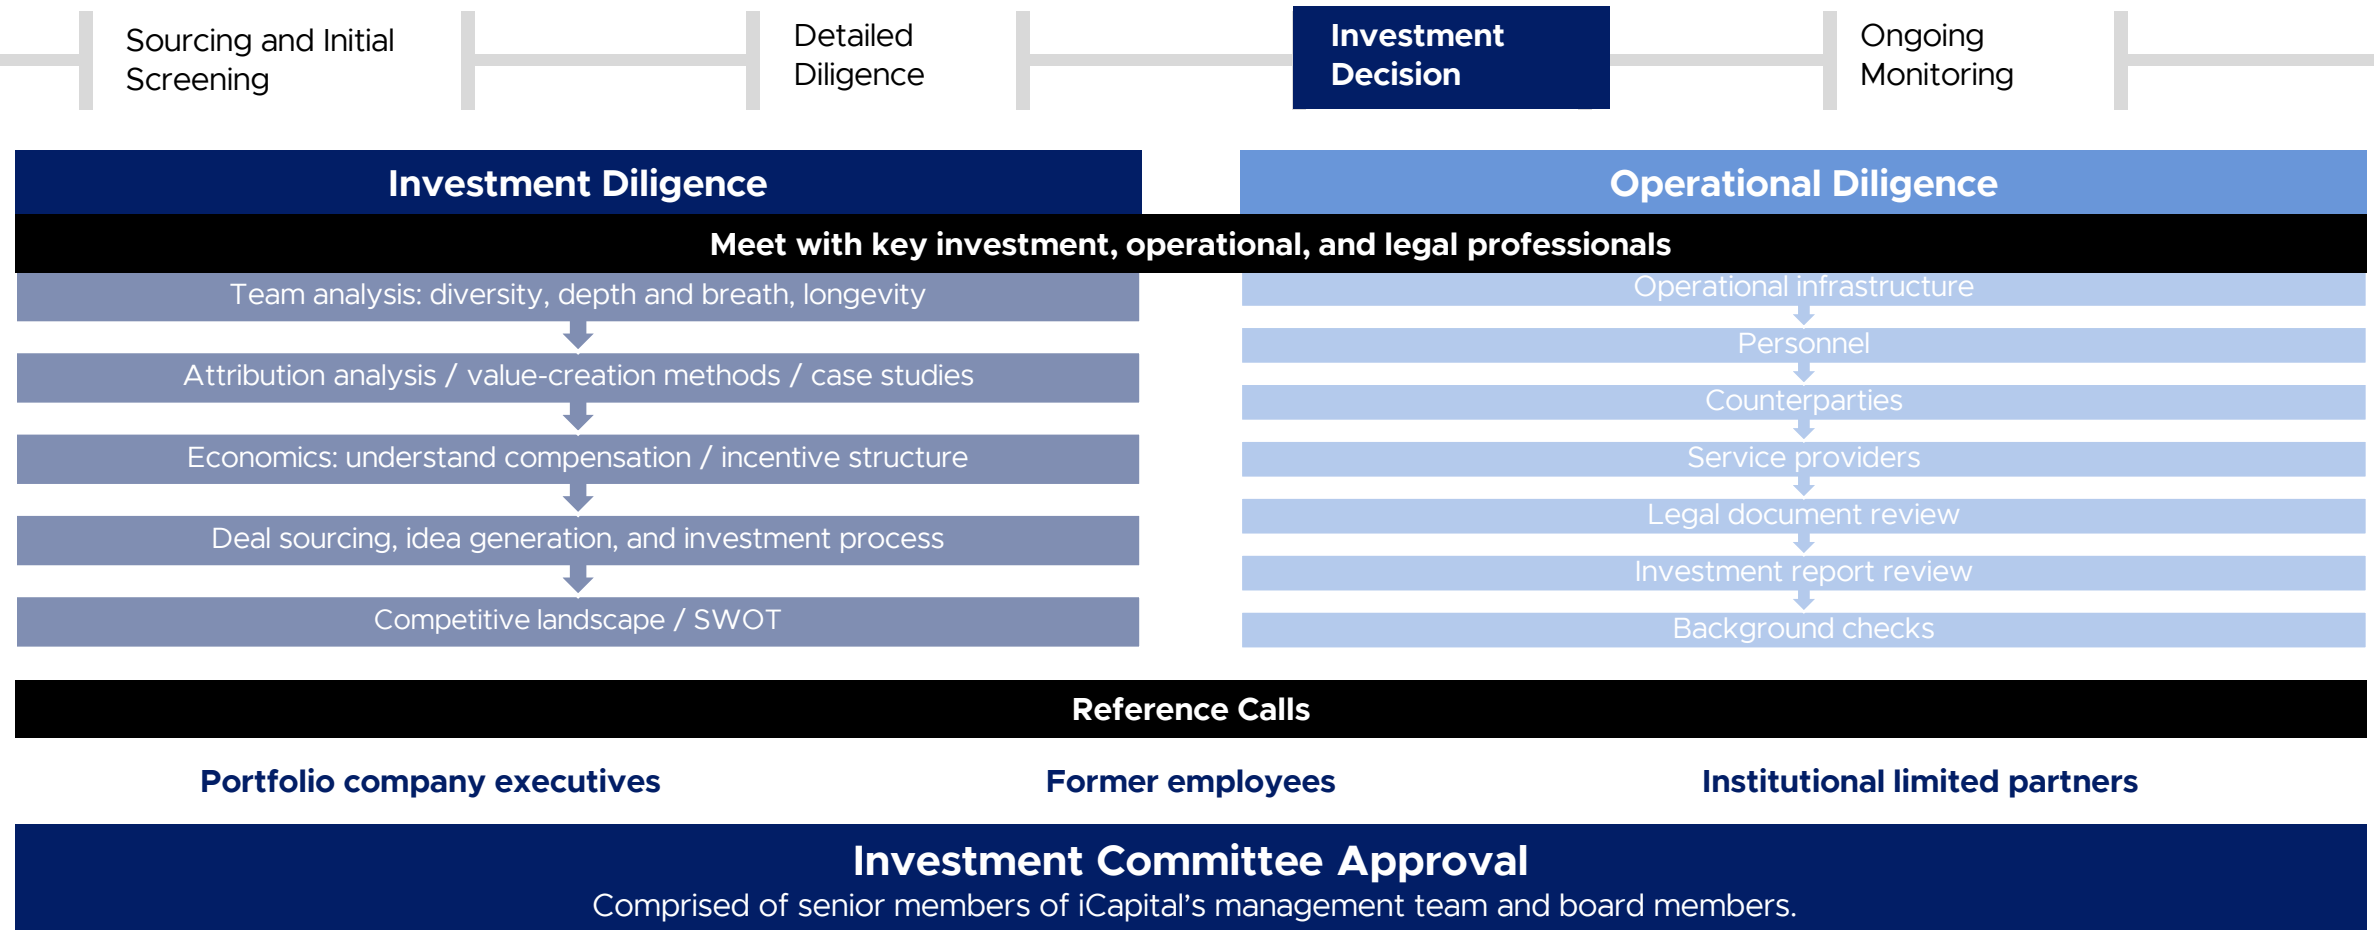 Sourcing and Initial
Screening
Detailed
Diligence
Investment
Decision
Ongoing
Monitoring
Investment Diligence
Operational Diligence
Meet with key investment, operational, and legal professionals
Team analysis: diversity, depth and breath, longevity
Attribution analysis / value-creation methods / case studies
Economics: understand compensation / incentive structure
Deal sourcing, idea generation, and investment process
Competitive landscape / SWOT
Operational infrastructure
Personnel
Counterparties
Service providers
Legal document review
Investment report review
Background checks
Reference Calls
Portfolio company executives
Former employees
Institutional limited partners
Investment Committee Approval
Comprised of senior members of iCapital’s management team and board members.